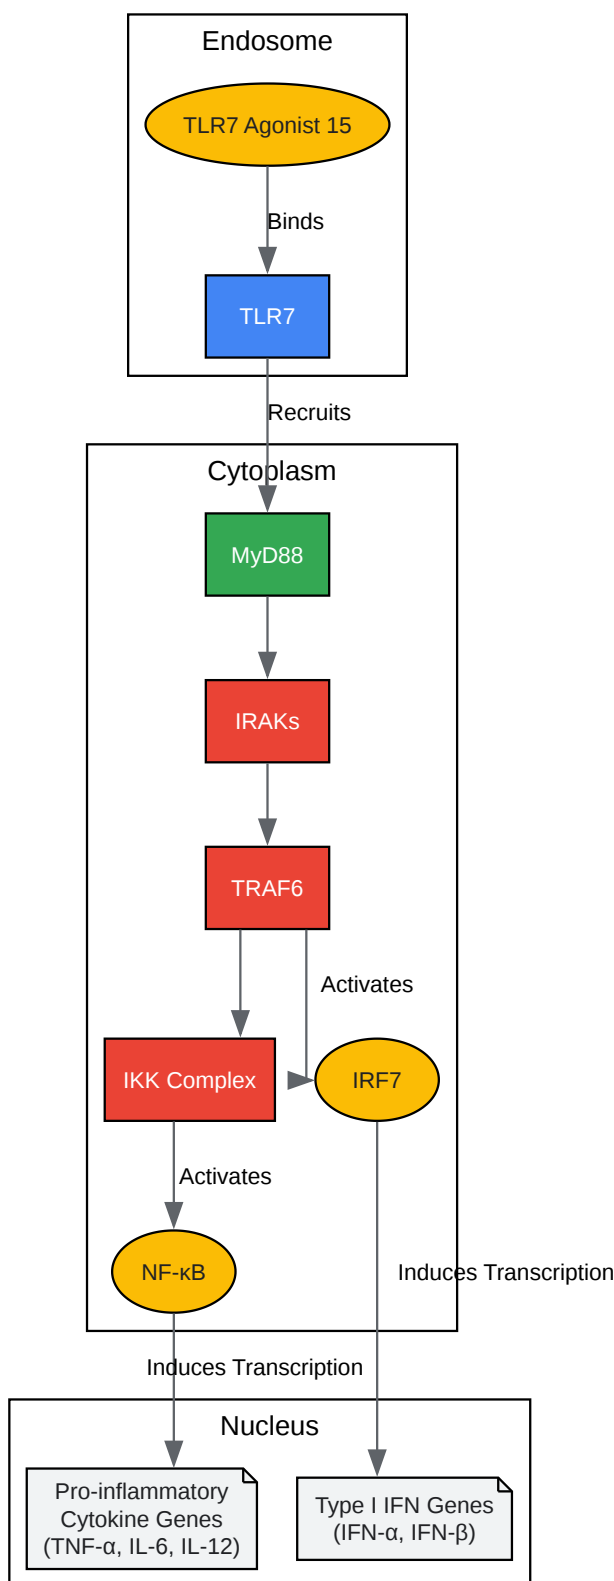 Endosome
TLR7 Agonist 15
Binds
TLR7
Recruits
Cytoplasm
MyD88
IRAKs
TRAF6
Activates
IKK Complex
IRF7
Activates
NF-κB
Induces Transcription
Induces Transcription
Nucleus
Pro-inflammatory
Cytokine Genes
(TNF-α, IL-6, IL-12)
Type I IFN Genes
(IFN-α, IFN-β)